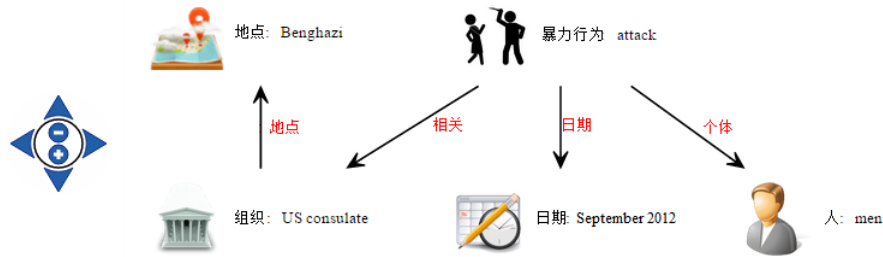 地点: Benghazi
暴力行为 attack
地点
相关
日期
个体
组织: US consulate
日期: September 2012
人: men